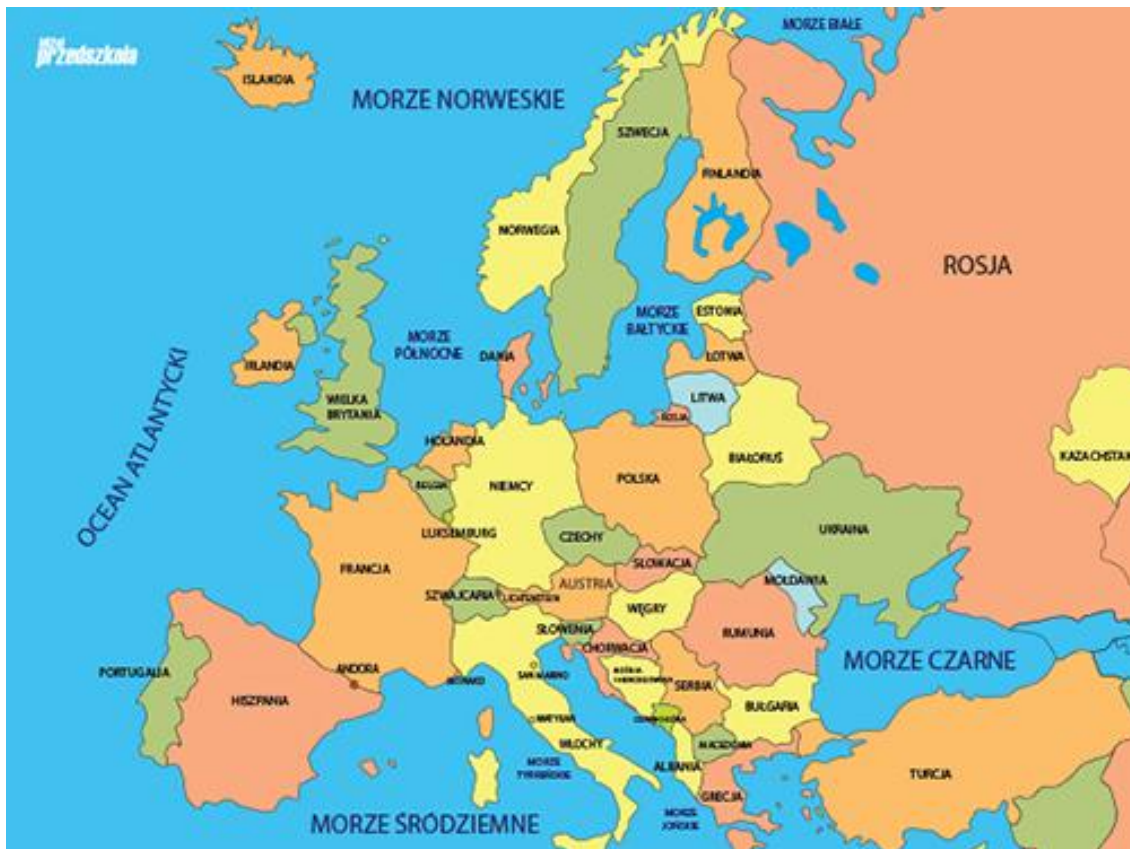 przedszkola
MORZE BIAŁE
ISLANDIA
MORZE NORWESKIE
SZWECJA
FINLANDIA
NORWEGIA
ROSJA
ESTONIA
MORZE
BAŁTYCKIE
MORZE
PÓŁNOCNE
DANIA
ŁOTWA
IRLANDIA
OCEAN ATLANTYCKI
WIELKA
BRYTANIA
LITWA
ROSJA
HOLANDIA
BIAŁORUŚ
KAZACHSTAN
BELGIA
NIEMCY
POLSKA
LUKSEMBURG
CZECHY
UKRAINA
FRANCJA
SŁOWACJA
AUSTRIA
MOŁDAWIA
SZWAJCARIA
LICHTENSTEIN
WĘGRY
SŁOWENIA
RUMUNIA
CHORWACJA
MORZE CZARNE
PORTUGALIA
ANDORA
MONAKO
SAN MARINO
SERBIA
HISZPANIA
BUŁGARIA
WATYKAN
WŁOCHY
MACEDONIA
MORZE
TYRREŃSKIE
ALBANIA
TURCJA
GRECJA
MORZE
JOŃSKIE
MORZE ŚRÓDZIEMNE